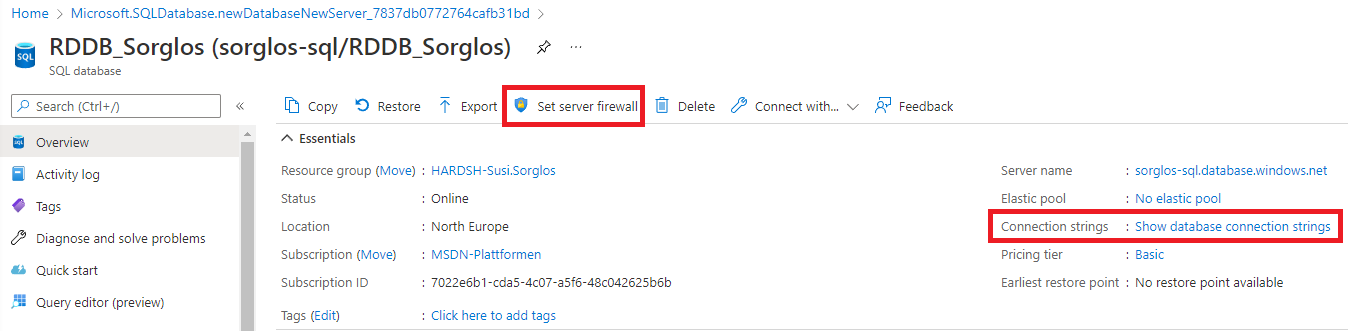 Home > Microsoft.SQLDatabase.newDatabaseNewServer_7837db0772764cafb31bd >
RDDB_Sorglos (sorglos-sql/RDDB_Sorglos) ...
SQL
SQL database
Search (Ctrl+/) «
Copy Restore Export Set server firewall Delete Connect with... Feedback
SQL Overview
Activity log
Tags
Diagnose and solve problems
Quick start
Query editor (preview)
Essentials
Resource group (Move) : HARDSH-Susi.Sorglos
Status : Online
Location : North Europe
Subscription (Move) : MSDN-Plattformen
Subscription ID : 7022e6b1-cda5-4c07-a5f6-48c042625b6b
Tags (Edit) : Click here to add tags
Server name : sorglos-sql.database.windows.net
Elastic pool : No elastic pool
Connection strings : Show database connection strings
Pricing tier : Basic
Earliest restore point : No restore point available